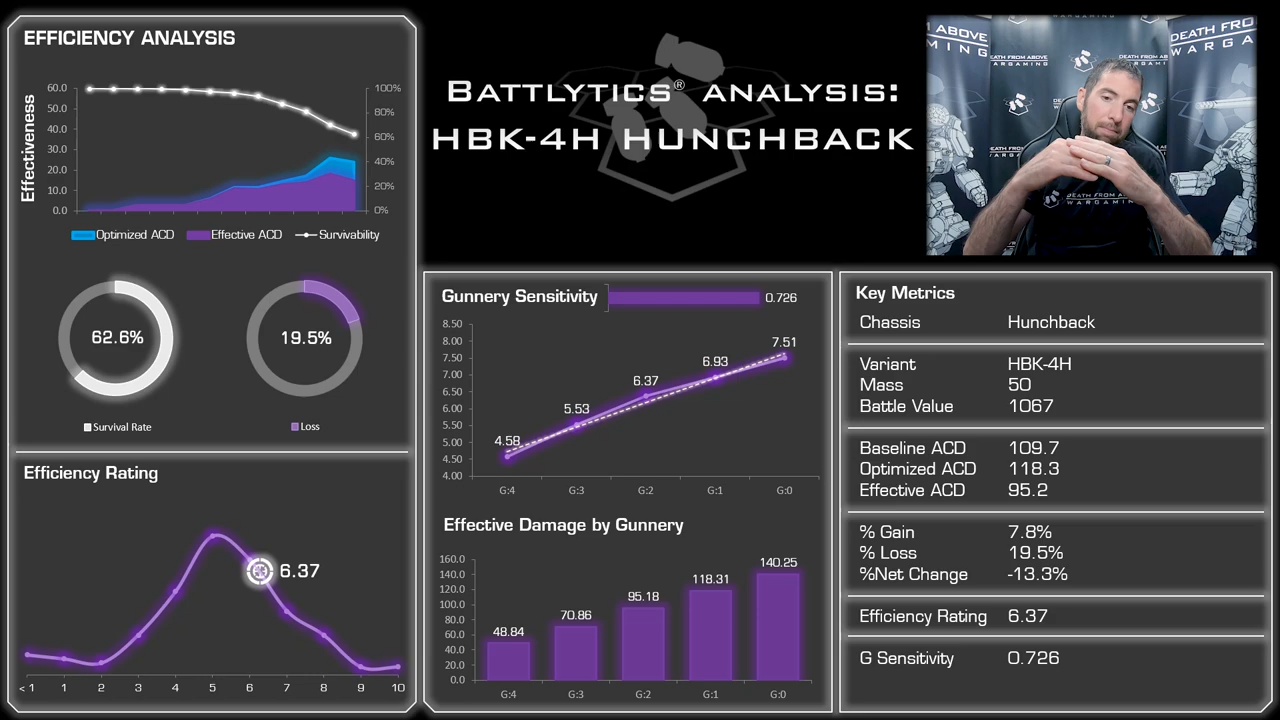 EFFICIENCY ANALYSIS
Effectiveness
60.0
50.0
40.0
30.0
20.0
10.0
0.0
100%
80%
60%
40%
20%
0%
Optimized ACD
Effective ACD
Survivability
62.6%
19.5%
Survival Rate
Loss
Efficiency Rating
6.37
< 1
1
2
3
4
5
6
7
8
9
10
BATTLYTICS® ANALYSIS:
HBK-4H HUNCHBACK
ABOVE
MING
DEATH FROM ABOVE
WARGAMING
DEATH FROM
WARGA
DEATH FROM ABOVE
WARGAMING
Gunnery Sensitivity
0.726
8.50
8.00
7.50
7.00
6.50
6.00
5.50
5.00
4.50
4.00
4.58
5.53
6.37
6.93
7.51
G:4
G:3
G:2
G:1
G:0
Effective Damage by Gunnery
160.0
140.0
120.0
100.0
80.0
60.0
40.0
20.0
0.0
48.84
70.86
95.18
118.31
140.25
G:4
G:3
G:2
G:1
G:0
Key Metrics
Chassis Hunchback
Variant HBK-4H
Mass 50
Battle Value 1067
Baseline ACD 109.7
Optimized ACD 118.3
Effective ACD 95.2
% Gain 7.8%
% Loss 19.5%
%Net Change -13.3%
Efficiency Rating 6.37
G Sensitivity 0.726